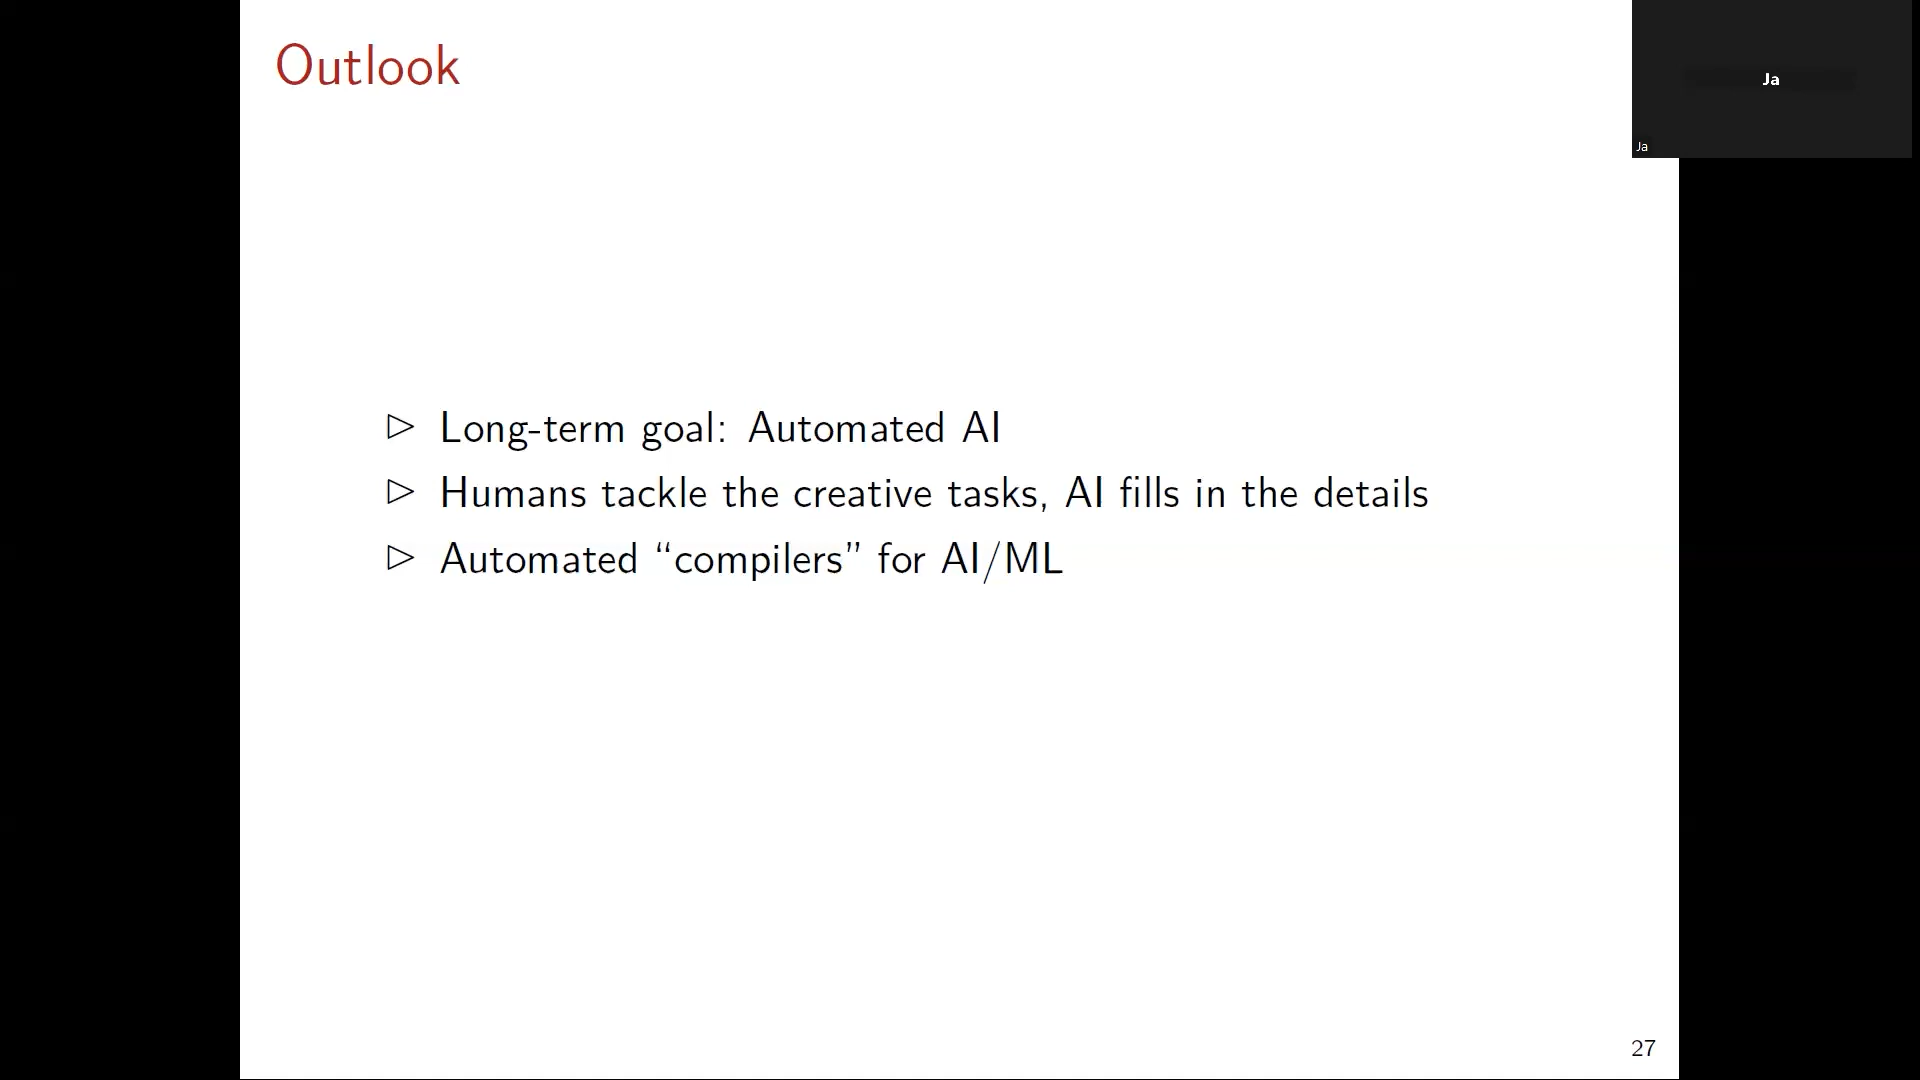 Outlook
Ja
Ja
▷ Long-term goal: Automated AI
▷ Humans tackle the creative tasks, AI fills in the details
▷ Automated “compilers” for AI/ML
27